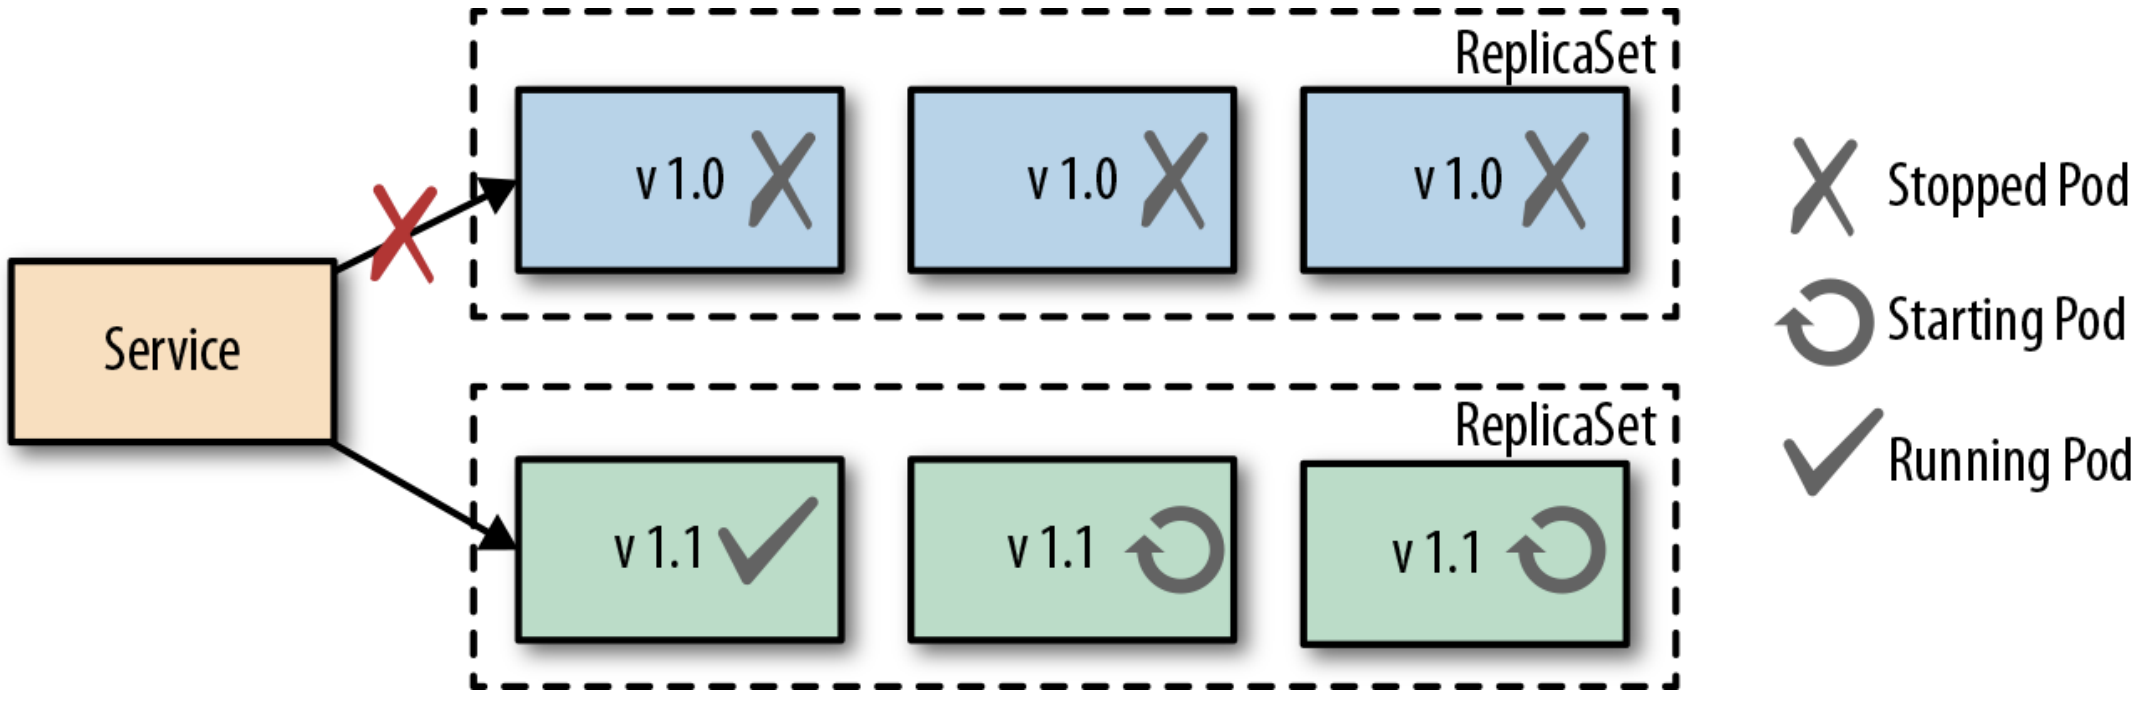 ReplicaSet
v 1.0
v 1.0
v 1.0
Service
ReplicaSet
v 1.1
v 1.1
v 1.1
Stopped Pod
Starting Pod
Running Pod